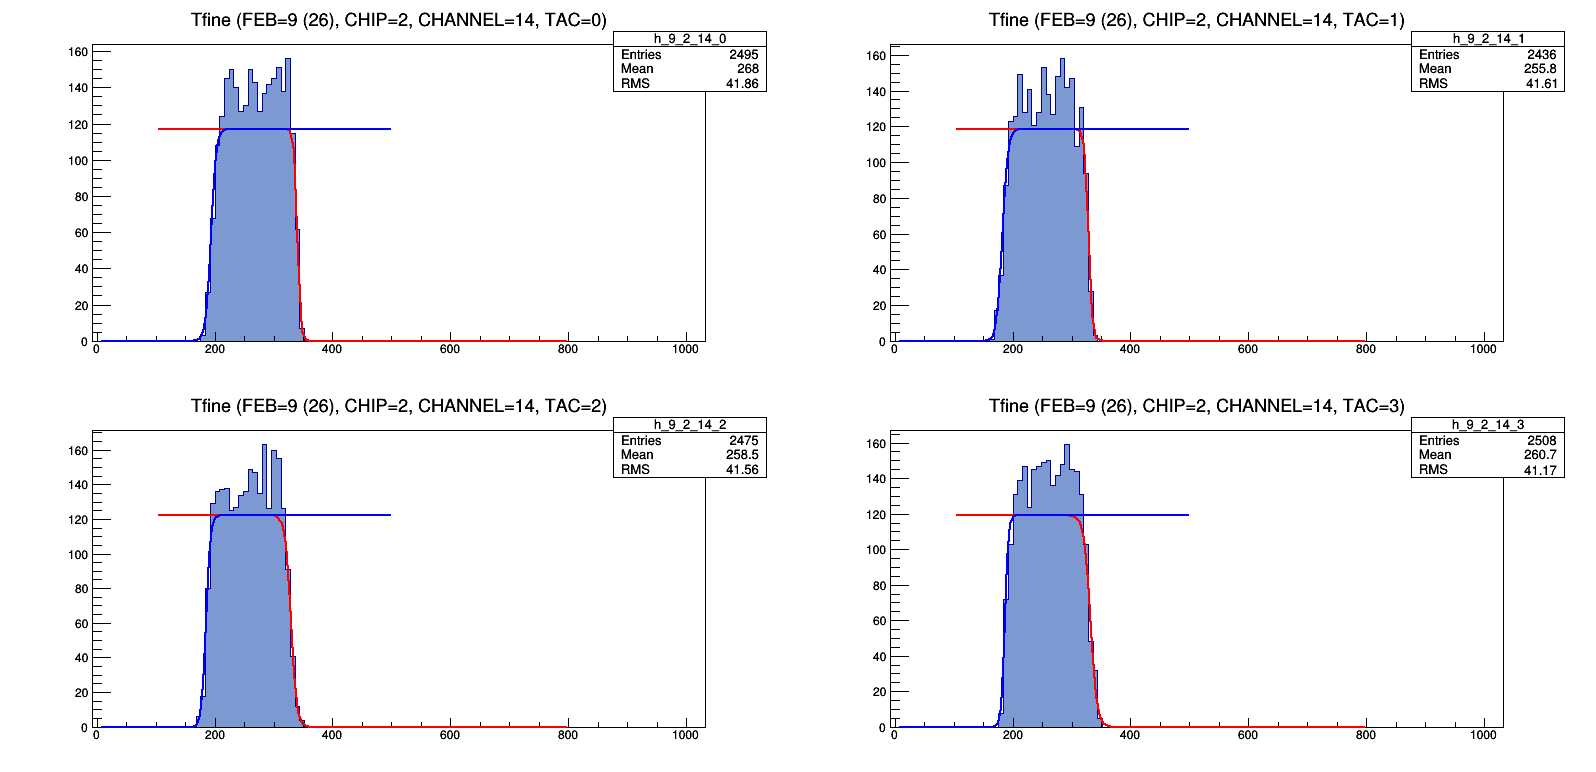 Tfine (FEB=9 (26), CHIP=2, CHANNEL=14, TAC=0)
h_9_2_14_0
Entries 2495
Mean 268
RMS 41.86
160
140
120
100
80
60
40
20
0
0 200 400 600 800 1000
Tfine (FEB=9 (26), CHIP=2, CHANNEL=14, TAC=1)
h_9_2_14_1
Entries 2436
Mean 255.8
RMS 41.61
160
140
120
100
80
60
40
20
0
0 200 400 600 800 1000
Tfine (FEB=9 (26), CHIP=2, CHANNEL=14, TAC=2)
h_9_2_14_2
Entries 2475
Mean 258.5
RMS 41.56
160
140
120
100
80
60
40
20
0
0 200 400 600 800 1000
Tfine (FEB=9 (26), CHIP=2, CHANNEL=14, TAC=3)
h_9_2_14_3
Entries 2508
Mean 260.7
RMS 41.17
160
140
120
100
80
60
40
20
0
0 200 400 600 800 1000